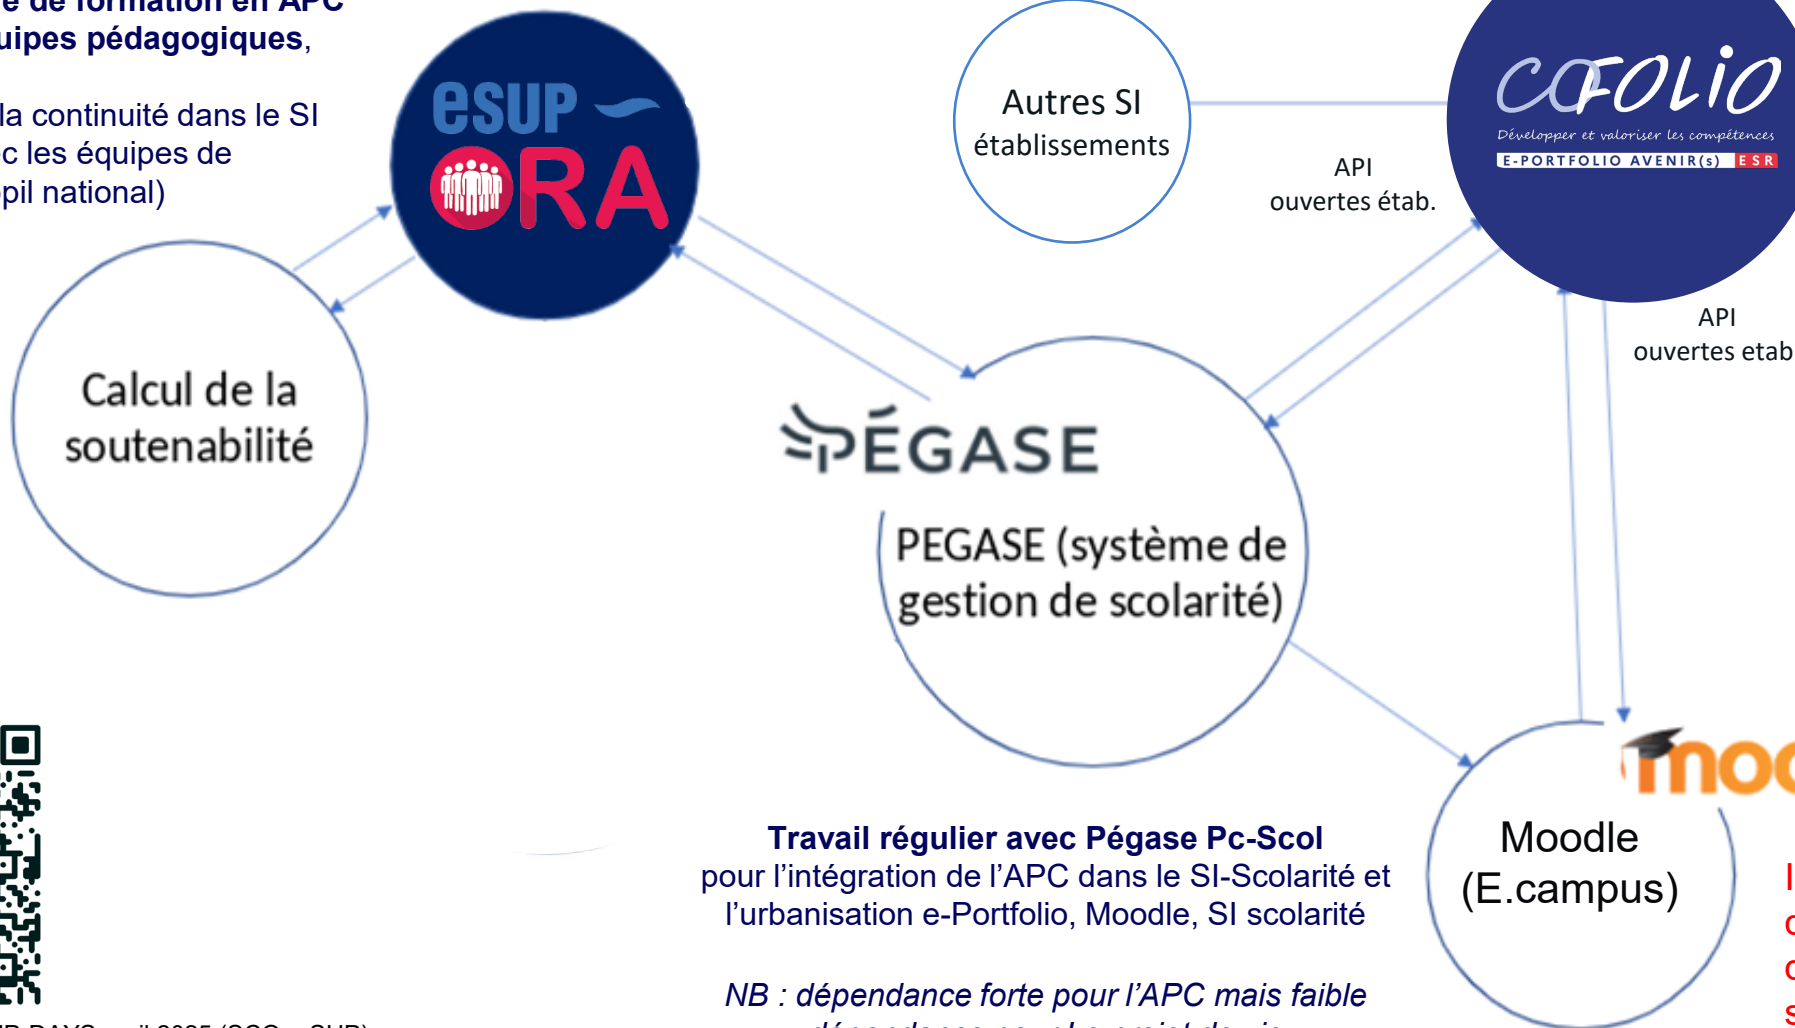 de formation en APC
équipes pédagogiques,
la continuité dans le SI
les équipes de
copil national)
esup
ORA
Autres SI
établissements
API
ouvertes étab.
COFOLIO
Développer et valoriser les compétences
E-PORTFOLIO AVENIR(s) ESR
API
ouvertes etab
Calcul de la
soutenabilité
PÉGASE
PEGASE (système de
gestion de scolarité)
moo
Moodle
(E.campus)
Travail régulier avec Pégase Pc-Scol
pour l'intégration de l'APC dans le SI-Scolarité et
l'urbanisation e-Portfolio, Moodle, SI scolarité
NB : dépendance forte pour l'APC mais faible